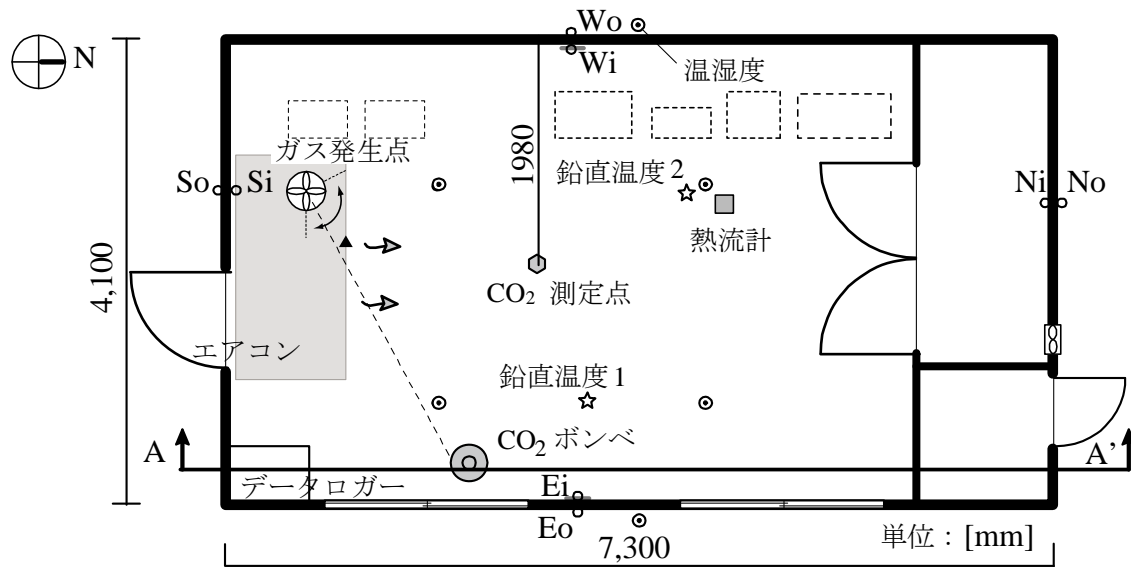 Wo
N
Wi
温湿度
ガス発生点
1980
鉛直温度 2
So
Si
Ni
No
熱流計
4,100
CO₂ 測定点
エアコン
鉛直温度 1
CO₂ ボンベ
A
A’
データロガー
Ei
Eo
単位：[mm]
7,300